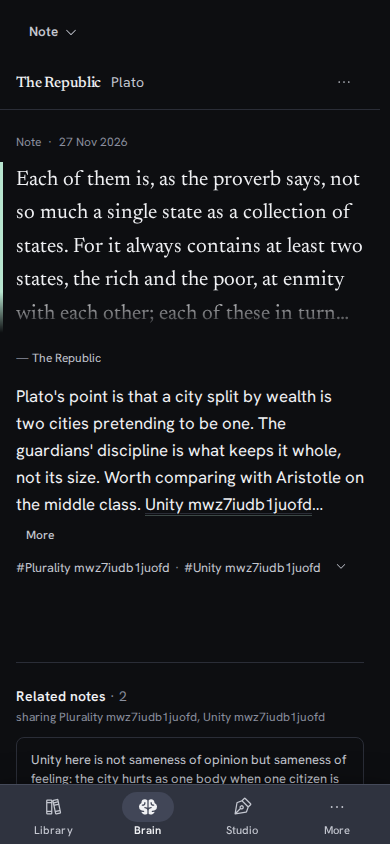 Note
The Republic Plato
Note · 27 Nov 2026
Each of them is, as the proverb says, not
so much a single state as a collection of
states. For it always contains at least two
states, the rich and the poor, at enmity
with each other; each of these in turn...
— The Republic
Plato's point is that a city split by wealth is
two cities pretending to be one. The
guardians' discipline is what keeps it whole,
not its size. Worth comparing with Aristotle on
the middle class. Unity mwz7iudb1juofd...
More
#Plurality mwz7iudb1juofd · #Unity mwz7iudb1juofd
Related notes · 2
sharing Plurality mwz7iudb1juofd, Unity mwz7iudb1juofd
Unity here is not sameness of opinion but sameness of
feeling: the city hurts as one body when one citizen is
Library Brain Studio More